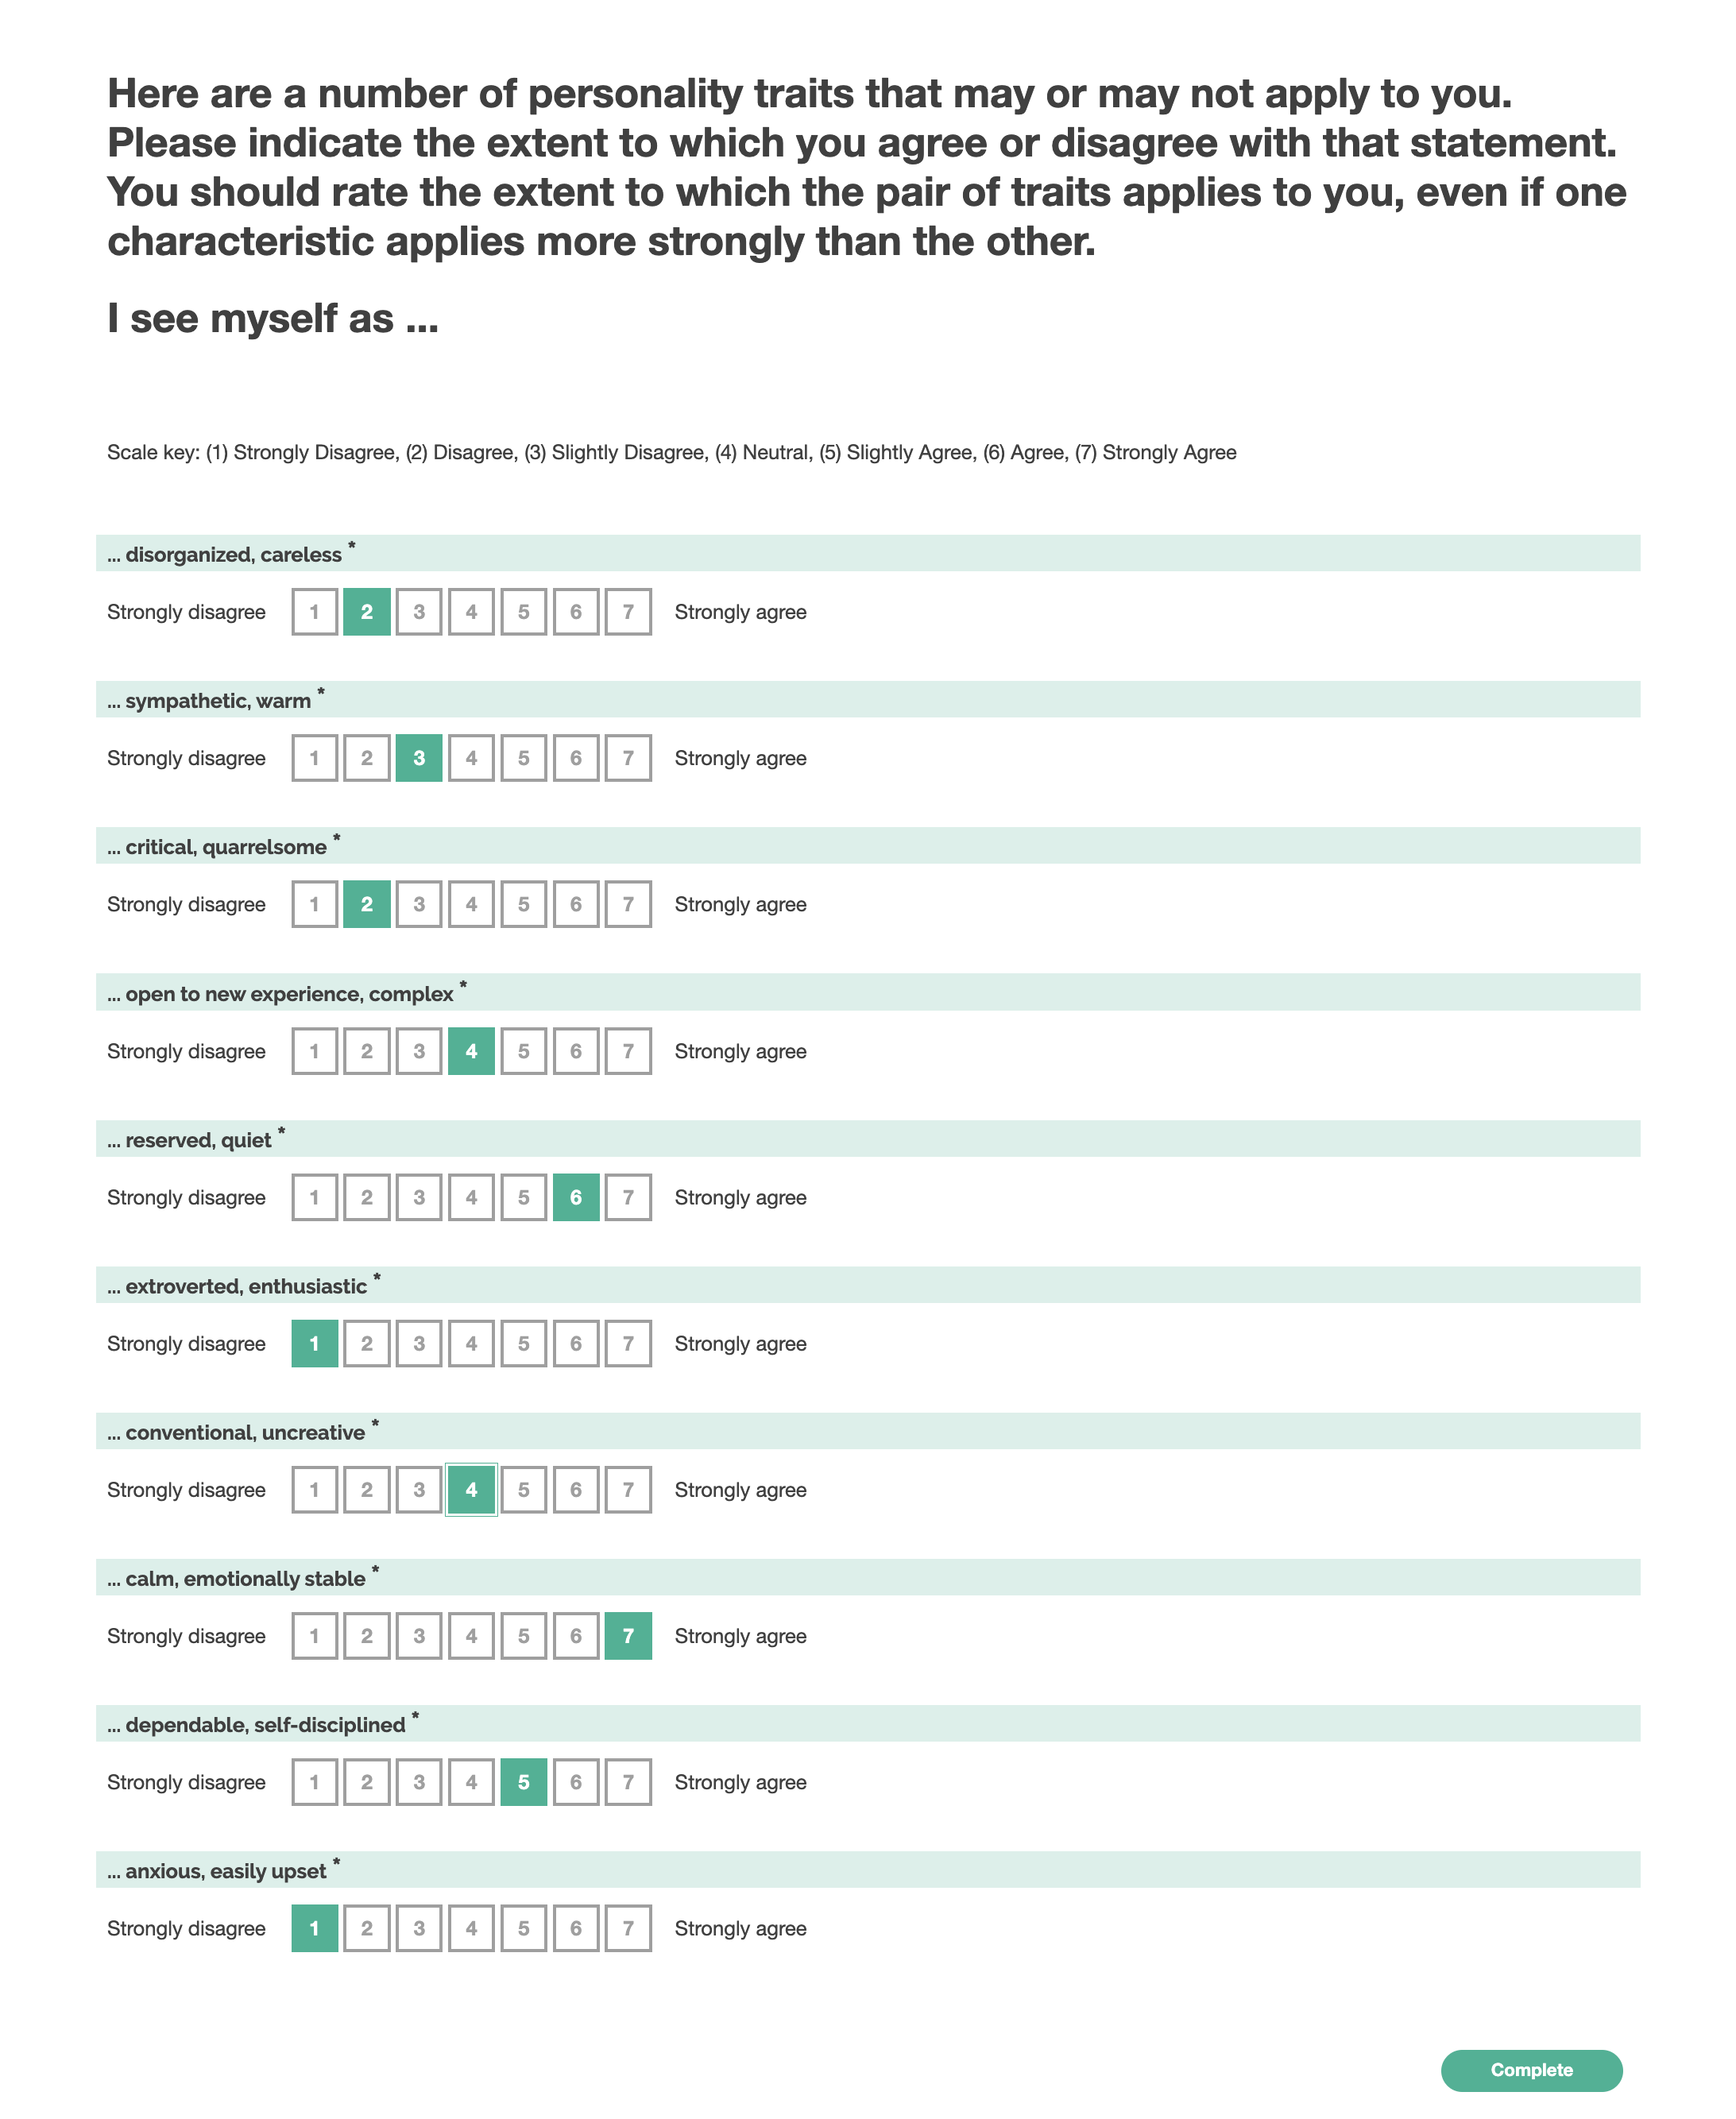 Here are a number of personality traits that may or may not apply to you.
Please indicate the extent to which you agree or disagree with that statement.
You should rate the extent to which the pair of traits applies to you, even if one
characteristic applies more strongly than the other.
I see myself as ...
Scale key: (1) Strongly Disagree, (2) Disagree, (3) Slightly Disagree, (4) Neutral, (5) Slightly Agree, (6) Agree, (7) Strongly Agree
... disorganized, careless *
Strongly disagree 1 2 3 4 5 6 7 Strongly agree
... sympathetic, warm *
Strongly disagree 1 2 3 4 5 6 7 Strongly agree
... critical, quarrelsome *
Strongly disagree 1 2 3 4 5 6 7 Strongly agree
... open to new experience, complex *
Strongly disagree 1 2 3 4 5 6 7 Strongly agree
... reserved, quiet *
Strongly disagree 1 2 3 4 5 6 7 Strongly agree
... extroverted, enthusiastic *
Strongly disagree 1 2 3 4 5 6 7 Strongly agree
... conventional, uncreative *
Strongly disagree 1 2 3 4 5 6 7 Strongly agree
... calm, emotionally stable *
Strongly disagree 1 2 3 4 5 6 7 Strongly agree
... dependable, self-disciplined *
Strongly disagree 1 2 3 4 5 6 7 Strongly agree
... anxious, easily upset *
Strongly disagree 1 2 3 4 5 6 7 Strongly agree
Complete